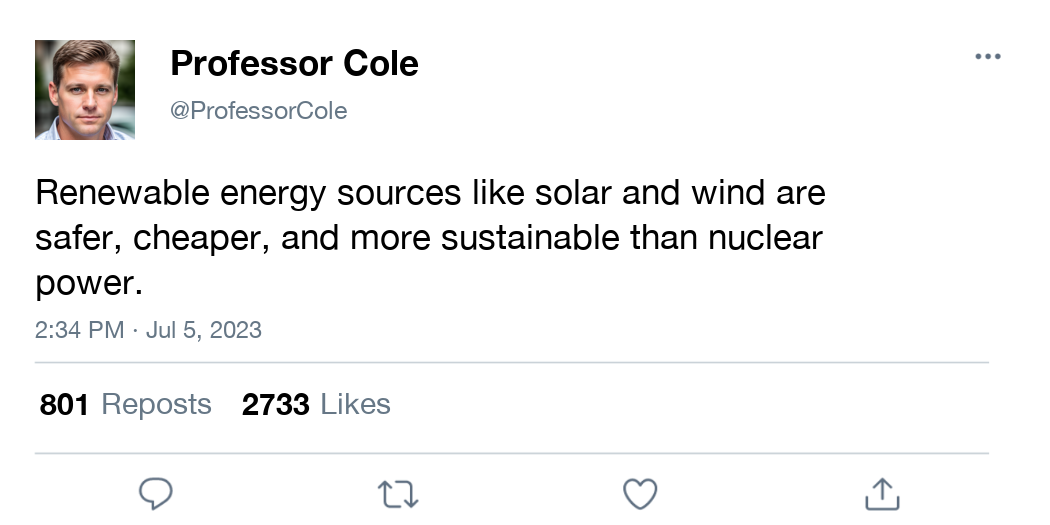 Professor Cole
@ProfessorCole
Renewable energy sources like solar and wind are
safer, cheaper, and more sustainable than nuclear
power.
2:34 PM · Jul 5, 2023
801 Reposts 2733 Likes